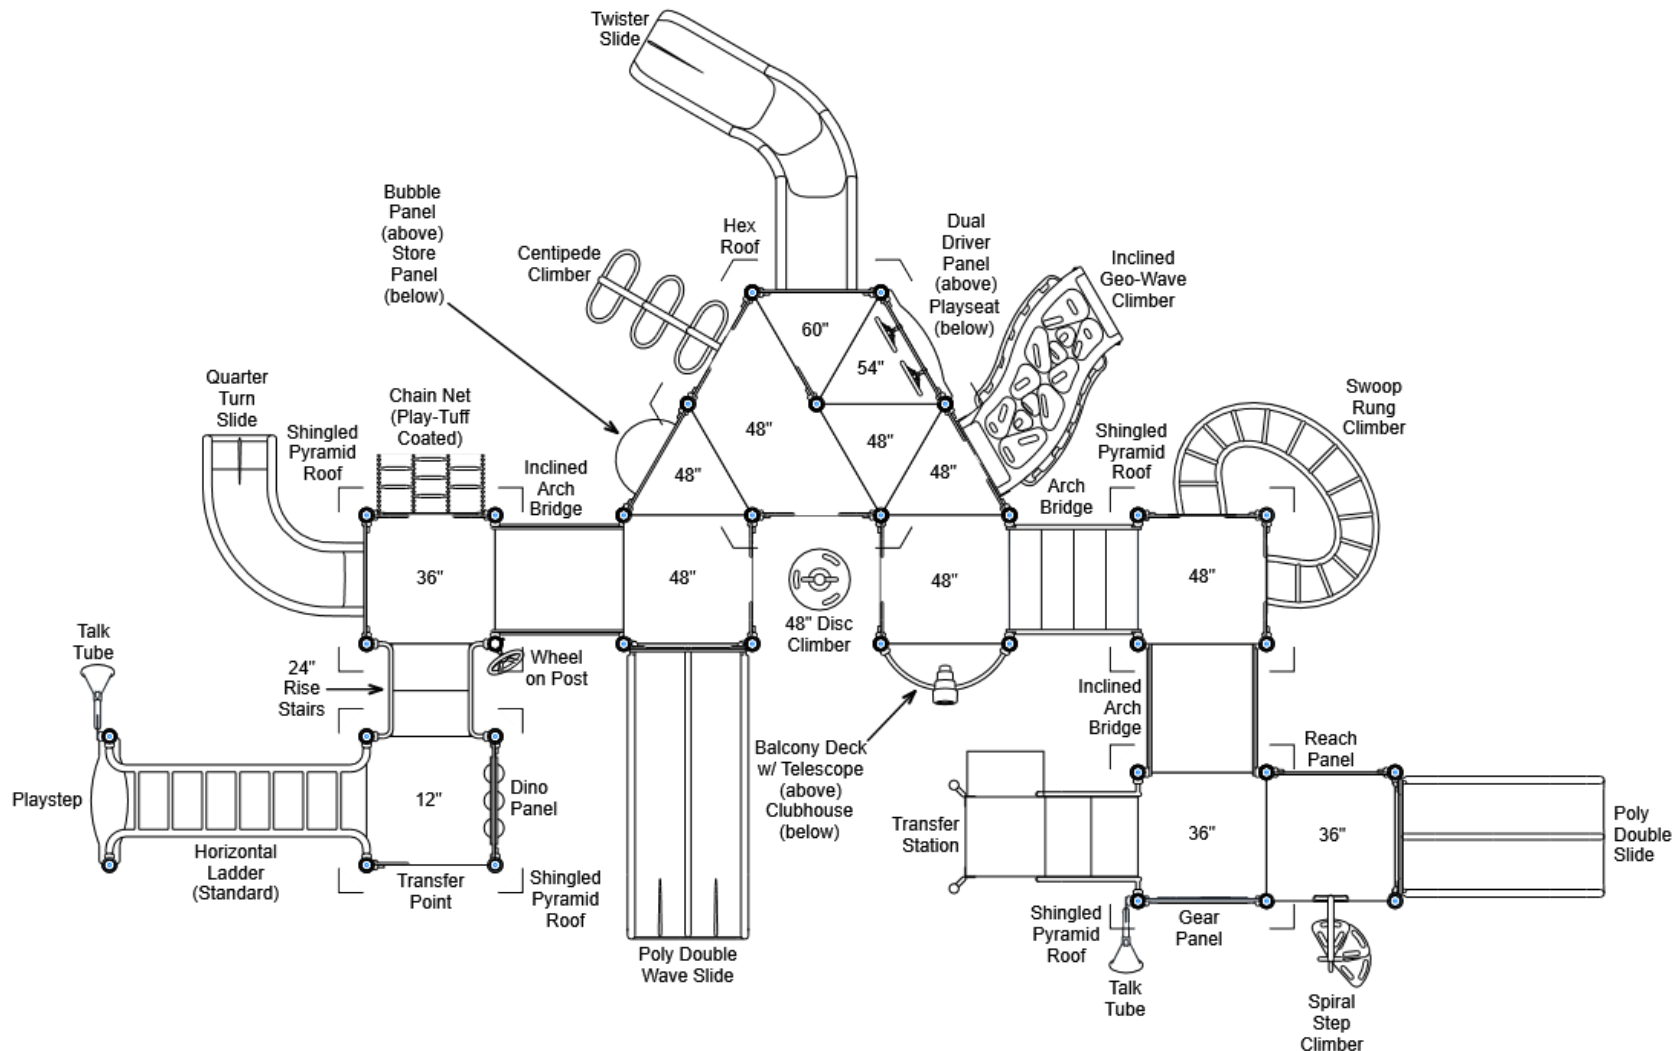 Twister
Slide
Bubble
Panel
(above)
Store
Panel
(below)
Centipede
Climber
Hex
Roof
Dual
Driver
Panel
(above)
Playseat
(below)
Inclined
Geo-Wave
Climber
60"
54"
Quarter
Turn
Slide
Chain Net
(Play-Tuff
Coated)
Shingled
Pyramid
Roof
Inclined
Arch
Bridge
48"
48"
48"
48"
Arch
Bridge
Shingled
Pyramid
Roof
Swoop
Rung
Climber
36"
48"
48" Disc
Climber
48"
48"
Talk
Tube
24"
Rise
Stairs
Wheel
on Post
Inclined
Arch
Bridge
Balcony Deck
w/ Telescope
(above)
Clubhouse
(below)
Reach
Panel
Playstep
12"
Dino
Panel
Horizontal
Ladder
(Standard)
Transfer
Point
Shingled
Pyramid
Roof
Transfer
Station
36"
36"
Poly
Double
Slide
Poly Double
Wave Slide
Shingled
Pyramid
Roof
Gear
Panel
Talk
Tube
Spiral
Step
Climber